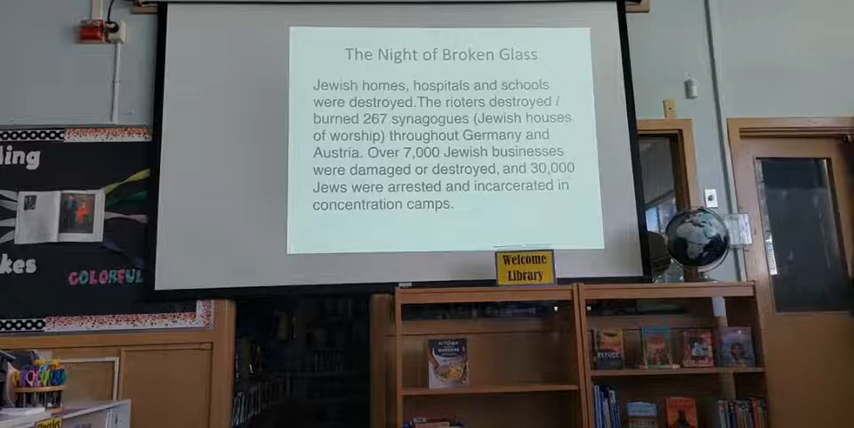 The Night of Broken Glass
Jewish homes, hospitals and schools
were destroyed.The rioters destroyed /
burned 267 synagogues (Jewish houses
of worship) throughout Germany and
Austria. Over 7,000 Jewish businesses
were damaged or destroyed, and 30,000
Jews were arrested and incarcerated in
concentration camps.
ling
kes
COLORFUL
Welcome
Library
REFUGEE